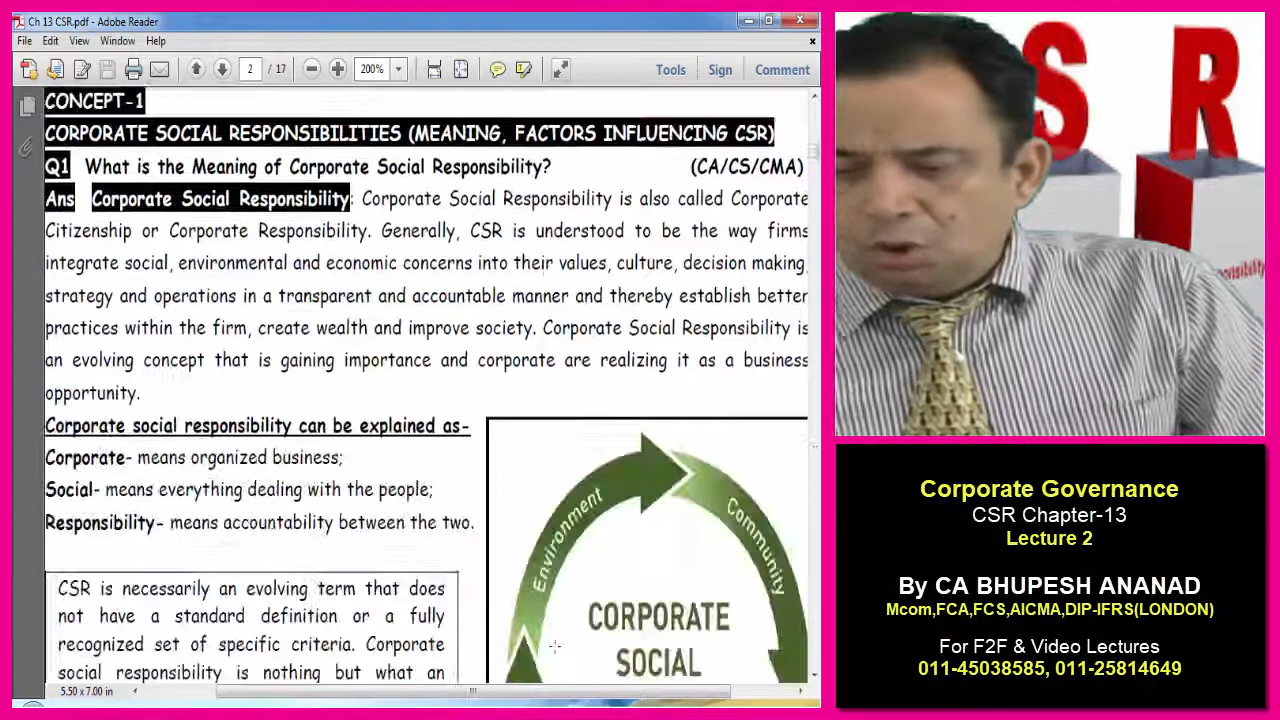 Ch 13 CSR.pdf - Adobe Reader
File Edit View Window Help
2 / 17 200% Tools Sign Comment
CONCEPT-1
CORPORATE SOCIAL RESPONSIBILITIES (MEANING, FACTORS INFLUENCING CSR)
Q1 What is the Meaning of Corporate Social Responsibility? (CA/CS/CMA)
Ans Corporate Social Responsibility: Corporate Social Responsibility is also called Corporate
Citizenship or Corporate Responsibility. Generally, CSR is understood to be the way firms
integrate social, environmental and economic concerns into their values, culture, decision making,
strategy and operations in a transparent and accountable manner and thereby establish better
practices within the firm, create wealth and improve society. Corporate Social Responsibility is
an evolving concept that is gaining importance and corporate are realizing it as a business
opportunity.
Corporate social responsibility can be explained as-
Corporate- means organized business;
Social- means everything dealing with the people;
Responsibility- means accountability between the two.
CSR is necessarily an evolving term that does
not have a standard definition or a fully
recognized set of specific criteria. Corporate
social responsibility is nothing but what an
Environment
Community
CORPORATE
SOCIAL
5.50 x 7.00 in
S R
Corporate Governance
CSR Chapter-13
Lecture 2
By CA BHUPESH ANANAD
Mcom,FCA,FCS,AICMA,DIP-IFRS(LONDON)
For F2F & Video Lectures
011-45038585, 011-25814649